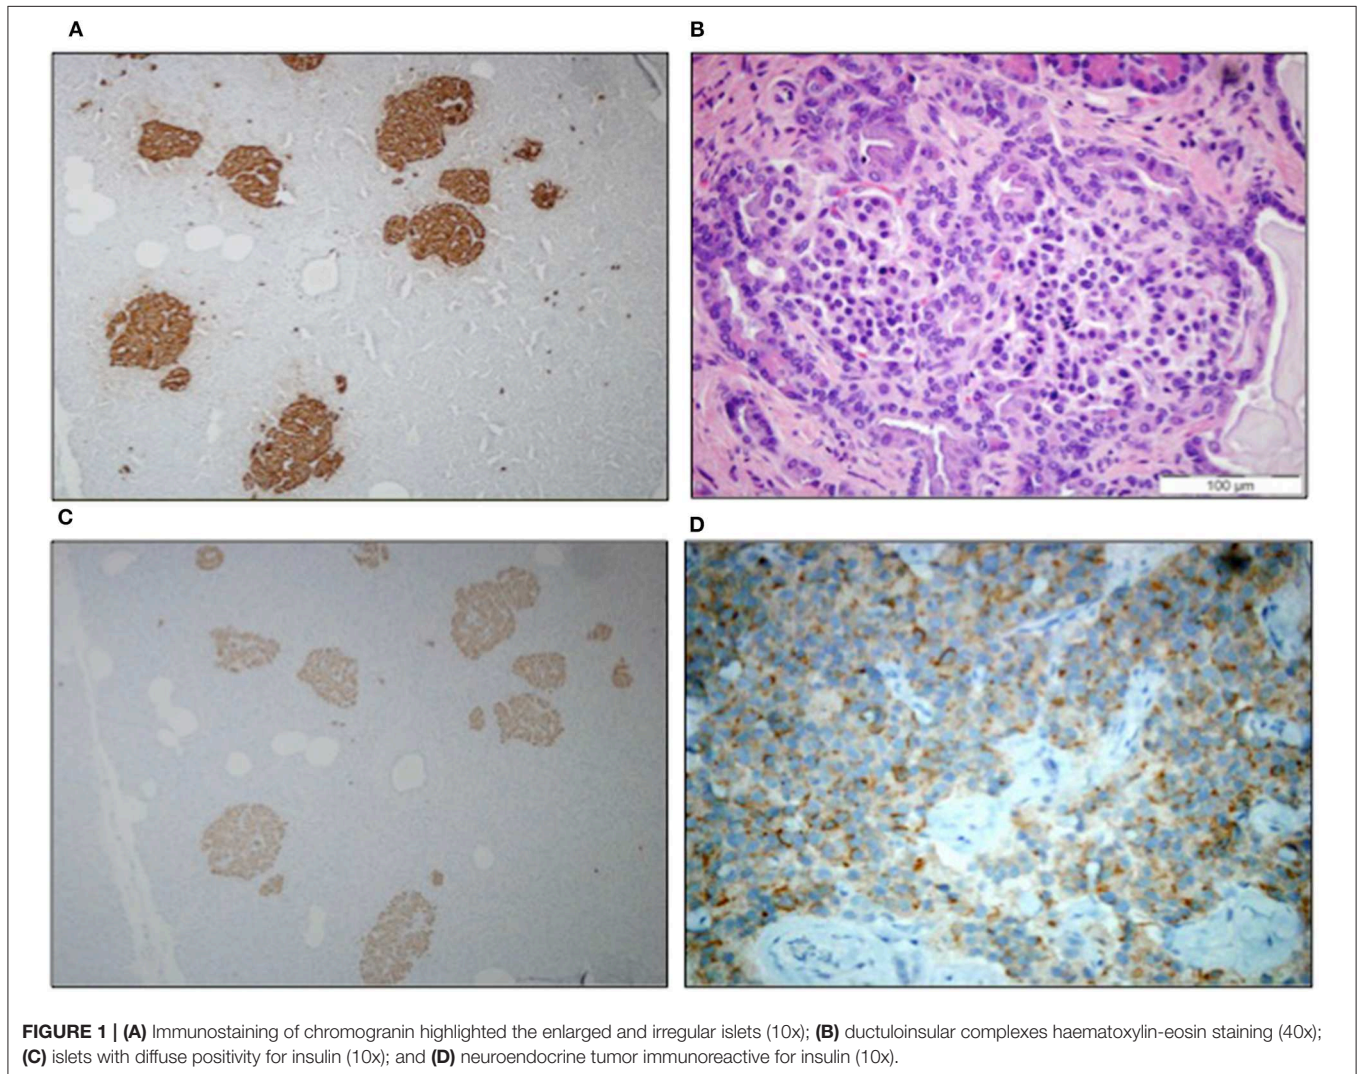 A
B
100 µm
C
D
FIGURE 1 | (A) Immunostaining of chromogranin highlighted the enlarged and irregular islets (10x); (B) ductuloinsular complexes haematoxylin-eosin staining (40x);
(C) islets with diffuse positivity for insulin (10x); and (D) neuroendocrine tumor immunoreactive for insulin (10x).